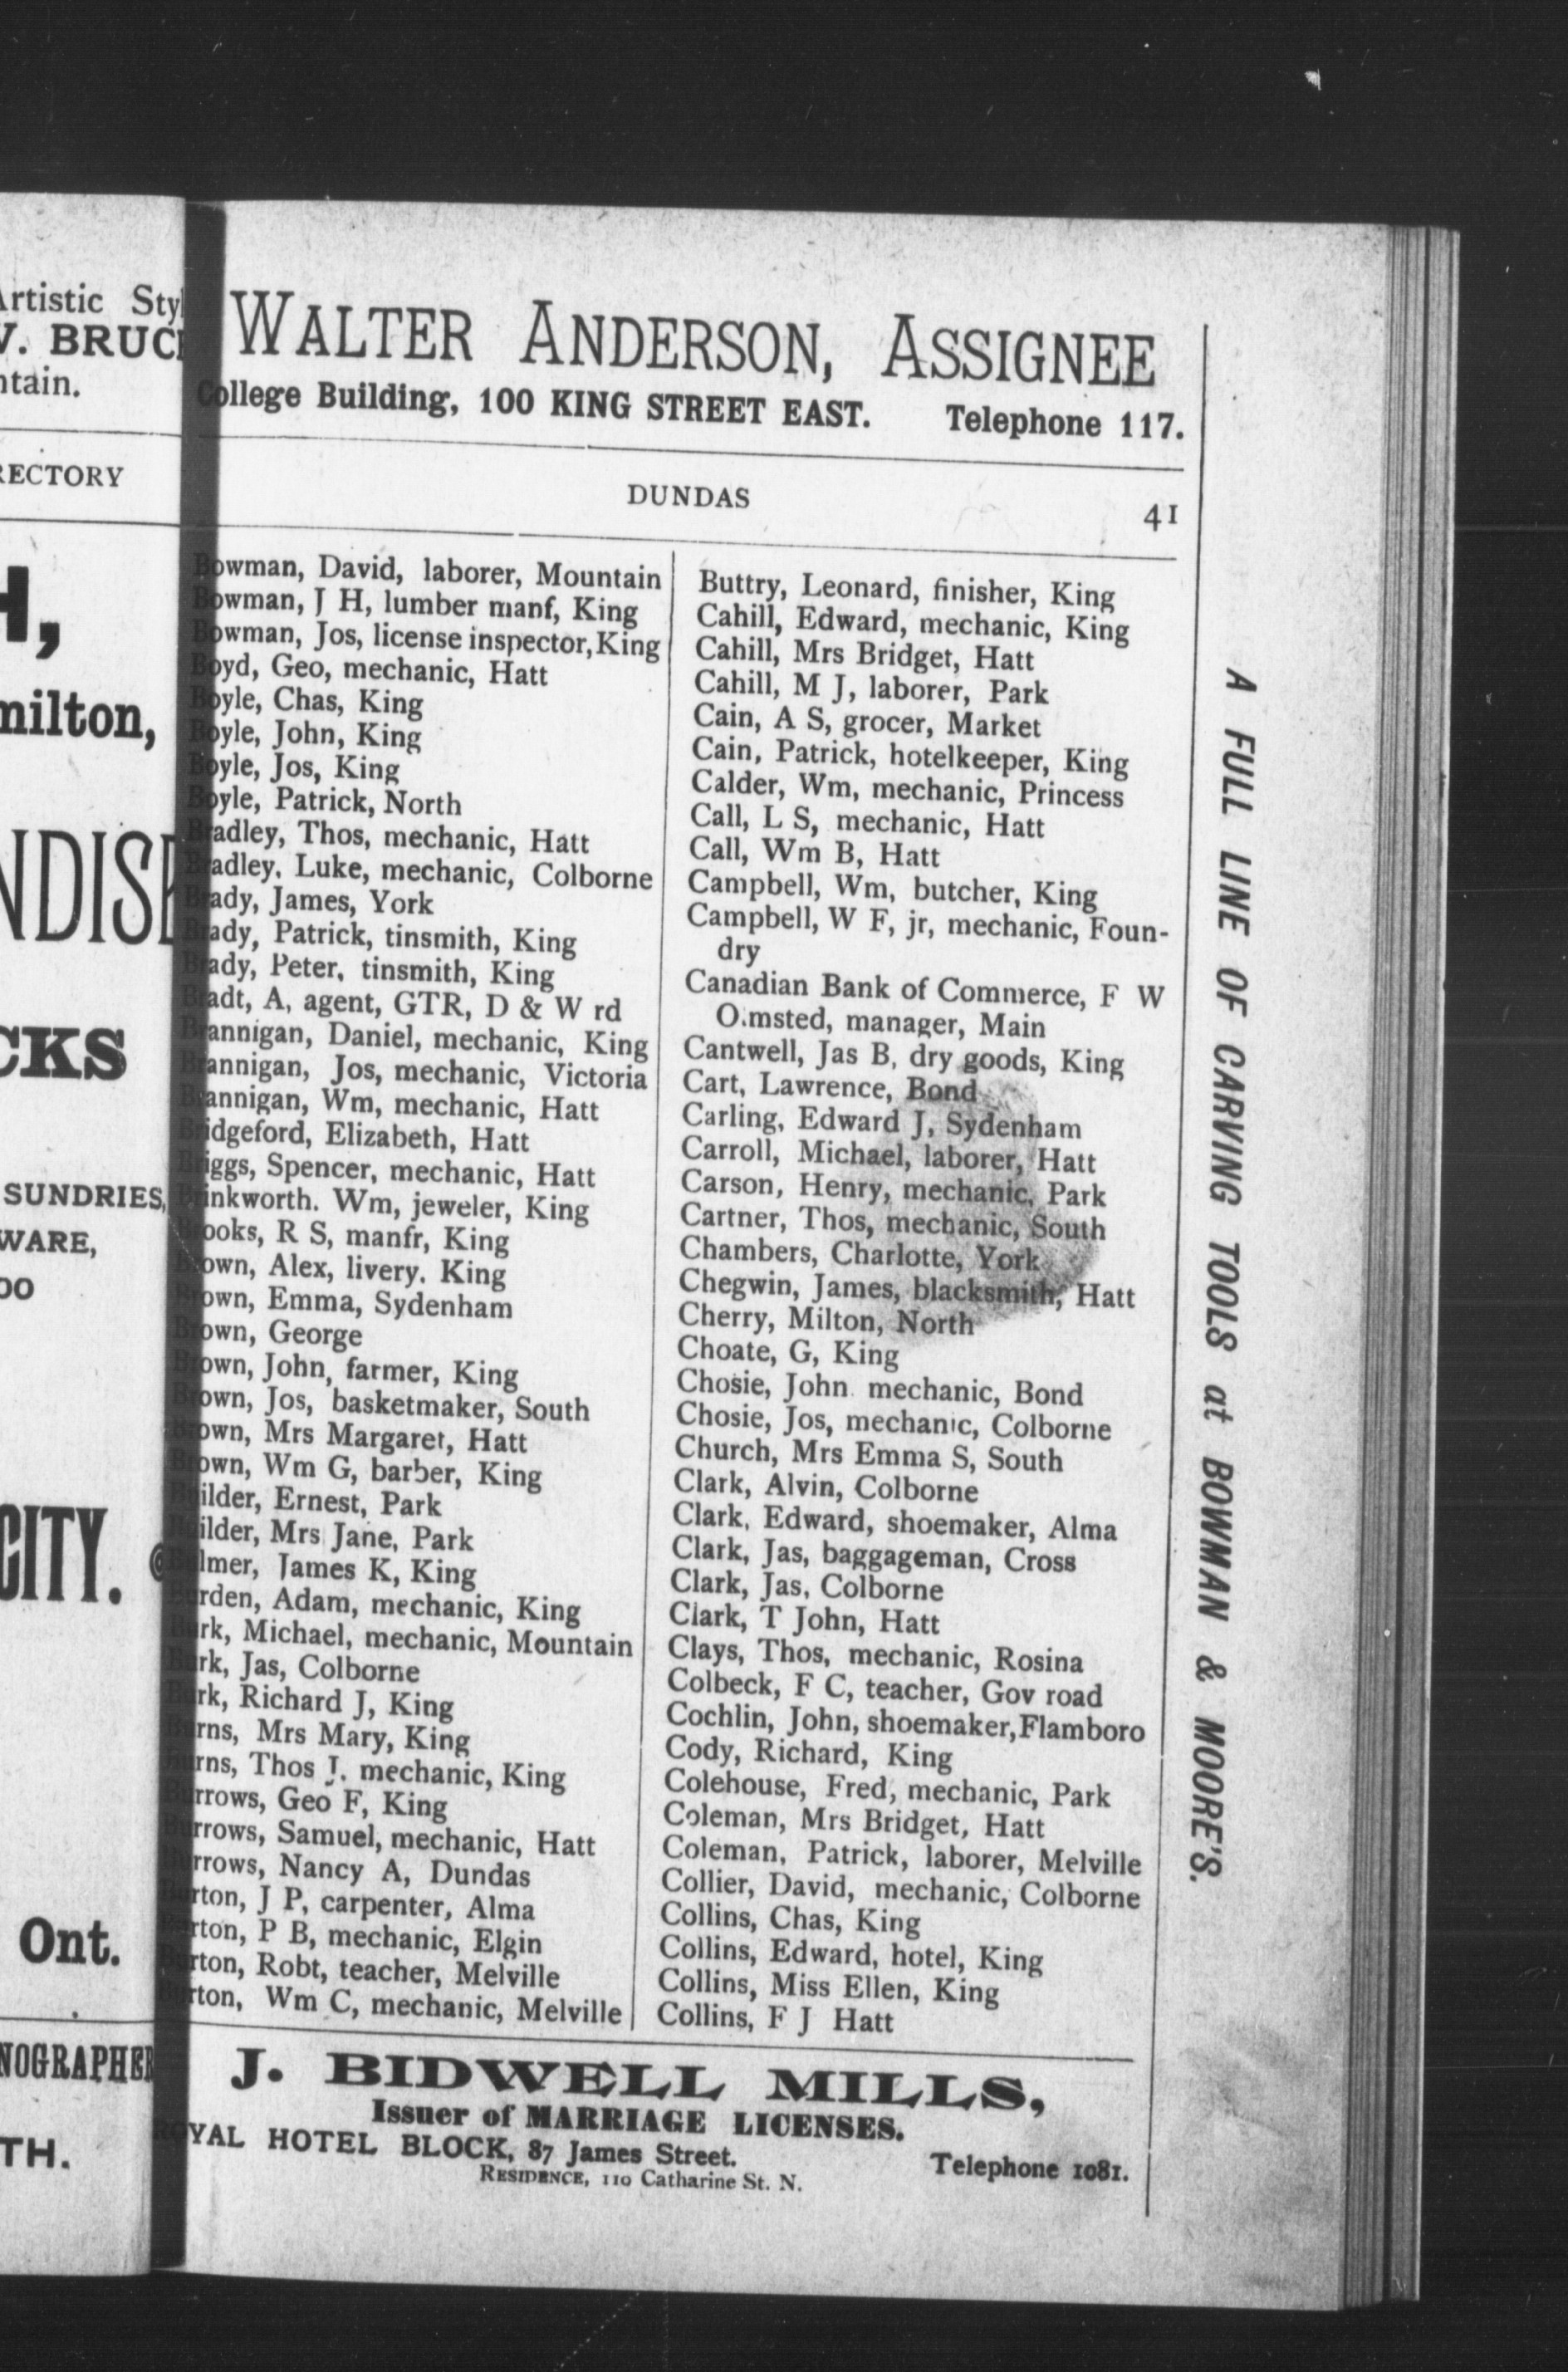 Artistic Styl
V. BRUC
ntain.
RECTORY
H,
milton,
NDISE
CKS
SUNDRIES,
WARE,
OO
CITY.
Ont.
NOGRAPHER
TH.
WALTER ANDERSON, ASSIGNEE
College Building, 100 KING STREET EAST. Telephone 117.
DUNDAS
41
Bowman, David, laborer, Mountain
Bowman, J H, lumber manf, King
Bowman, Jos, license inspector, King
Boyd, Geo, mechanic, Hatt
Boyle, Chas, King
Boyle, John, King
Boyle, Jos, King
Boyle, Patrick, North
Bradley, Thos, mechanic, Hatt
Bradley, Luke, mechanic, Colborne
Brady, James, York
Brady, Patrick, tinsmith, King
Brady, Peter, tinsmith, King
Bradt, A, agent, GTR, D & W rd
Brannigan, Daniel, mechanic, King
Brannigan, Jos, mechanic, Victoria
Brannigan, Wm, mechanic, Hatt
Bridgeford, Elizabeth, Hatt
Briggs, Spencer, mechanic, Hatt
Brinkworth. Wm, jeweler, King
Brooks, R S, manfr, King
Brown, Alex, livery. King
Brown, Emma, Sydenham
Brown, George
Brown, John, farmer, King
Brown, Jos, basketmaker, South
Brown, Mrs Margaret, Hatt
Brown, Wm G, barber, King
Builder, Ernest, Park
Builder, Mrs Jane, Park
Bulmer, James K, King
Burden, Adam, mechanic, King
Burk, Michael, mechanic, Mountain
Burk, Jas, Colborne
Burk, Richard J, King
Burns, Mrs Mary, King
Burns, Thos J. mechanic, King
Burrows, Geo F, King
Burrows, Samuel, mechanic, Hatt
Burrows, Nancy A, Dundas
Burton, J P, carpenter, Alma
Burton, P B, mechanic, Elgin
Burton, Robt, teacher, Melville
Burton, Wm C, mechanic, Melville
Buttry, Leonard, finisher, King
Cahill, Edward, mechanic, King
Cahill, Mrs Bridget, Hatt
Cahill, M J, laborer, Park
Cain, A S, grocer, Market
Cain, Patrick, hotelkeeper, King
Calder, Wm, mechanic, Princess
Call, L S, mechanic, Hatt
Call, Wm B, Hatt
Campbell, Wm, butcher, King
Campbell, W F, jr, mechanic, Foun-
dry
Canadian Bank of Commerce, F W
Olmsted, manager, Main
Cantwell, Jas B, dry goods, King
Cart, Lawrence, Bond
Carling, Edward J, Sydenham
Carroll, Michael, laborer, Hatt
Carson, Henry, mechanic, Park
Cartner, Thos, mechanic, South
Chambers, Charlotte, York
Chegwin, James, blacksmith, Hatt
Cherry, Milton, North
Choate, G, King
Chosie, John mechanic, Bond
Chosie, Jos, mechanic, Colborne
Church, Mrs Emma S, South
Clark, Alvin, Colborne
Clark, Edward, shoemaker, Alma
Clark, Jas, baggageman, Cross
Clark, Jas, Colborne
Clark, T John, Hatt
Clays, Thos, mechanic, Rosina
Colbeck, F C, teacher, Gov road
Cochlin, John, shoemaker, Flamboro
Cody, Richard, King
Colehouse, Fred, mechanic, Park
Coleman, Mrs Bridget, Hatt
Coleman, Patrick, laborer, Melville
Collier, David, mechanic, Colborne
Collins, Chas, King
Collins, Edward, hotel, King
Collins, Miss Ellen, King
Collins, F J Hatt
J. BIDWELL MILLS,
Issuer of MARRIAGE LICENSES.
ROYAL HOTEL BLOCK, 87 James Street.
Telephone 1081.
RESIDENCE, 110 Catharine St. N.
A FULL LINE OF CARVING TOOLS at BOWMAN & MOORE'S.